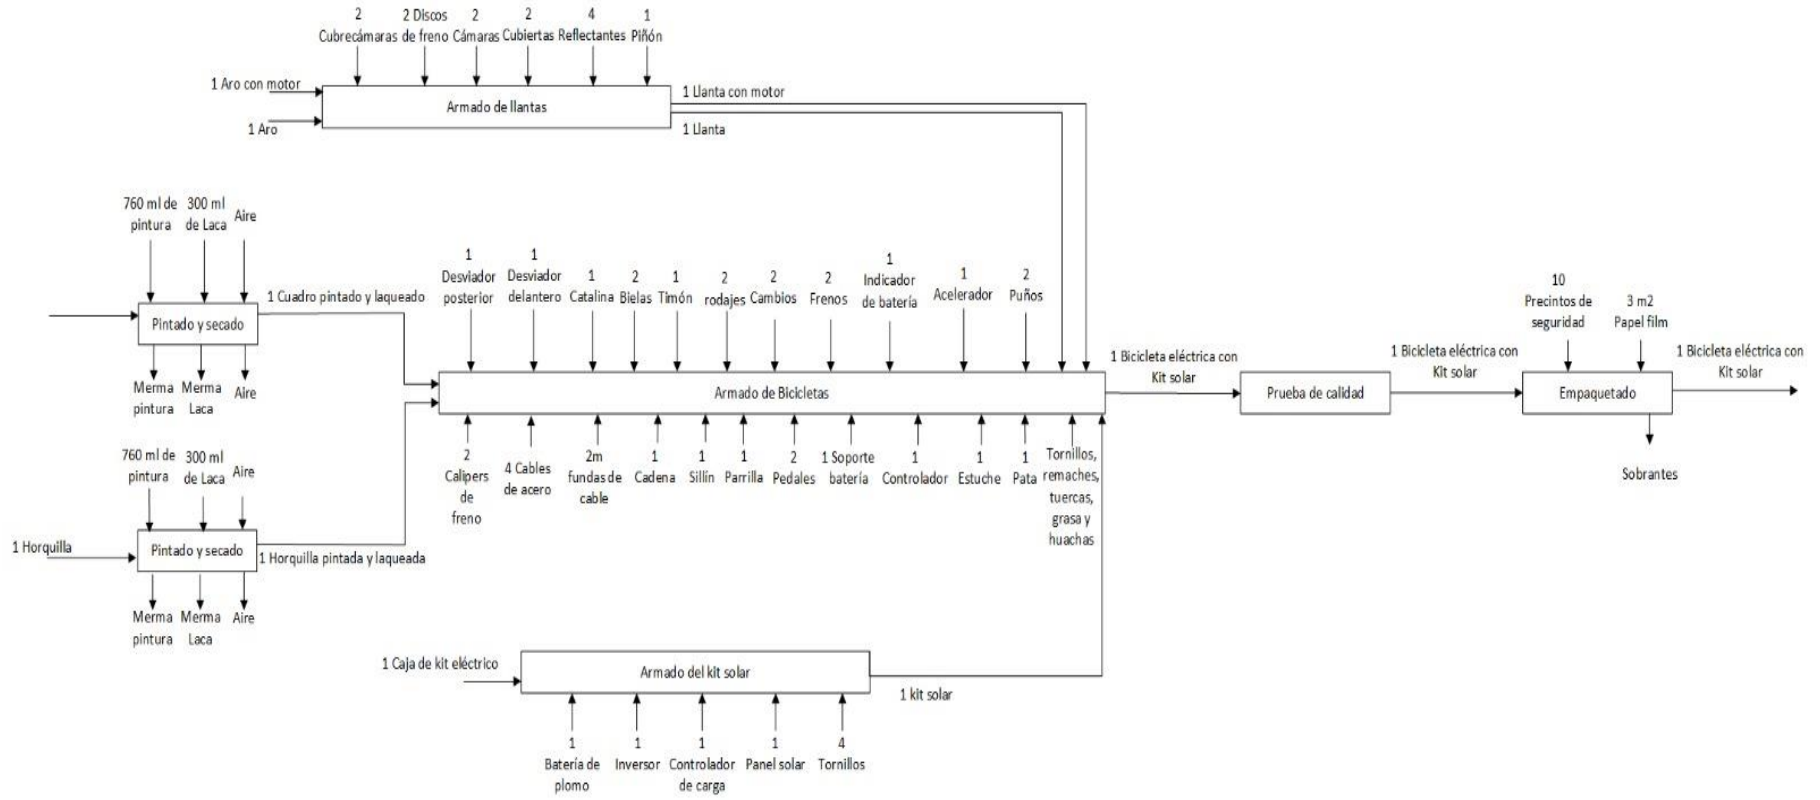 2
Cubrecámaras
2 Discos
de freno
2
Cámaras
2
Cubiertas
4
Reflectantes
1
Piñón
1 Aro con motor
1 Aro
Armado de llantas
1 Llanta con motor
1 Llanta
760 ml de
pintura
300 ml
de Laca
Aire
Pintado y secado
1 Cuadro pintado y laqueado
Merma
pintura
Merma
Laca
Aire
1
Desviador
posterior
1
Desviador
delantero
1
Catalina
2
Bielas
1
Timón
2
rodajes
2
Cambios
2
Frenos
1
Indicador
de batería
1
Acelerador
2
Puños
Armado de Bicicletas
1 Bicicleta eléctrica con
Kit solar
Prueba de calidad
1 Bicicleta eléctrica con
Kit solar
10
Precintos de
seguridad
3 m2
Papel film
Empaquetado
1 Bicicleta eléctrica con
Kit solar
Sobrantes
2
Calipers
de
freno
4 Cables
de acero
2m
fundas de
cable
1
Cadena
1
Sillín
1
Parrilla
2
Pedales
1 Soporte
batería
1
Controlador
1
Estuche
1
Pata
Tornillos,
remaches,
tuercas,
grasa y
huachas
760 ml de
pintura
300 ml
de Laca
Aire
1 Horquilla
Pintado y secado
1 Horquilla pintada y laqueada
Merma
pintura
Merma
Laca
Aire
1 Caja de kit eléctrico
Armado del kit solar
1 kit solar
1
Batería de
plomo
1
Inversor
1
Controlador
de carga
1
Panel solar
4
Tornillos